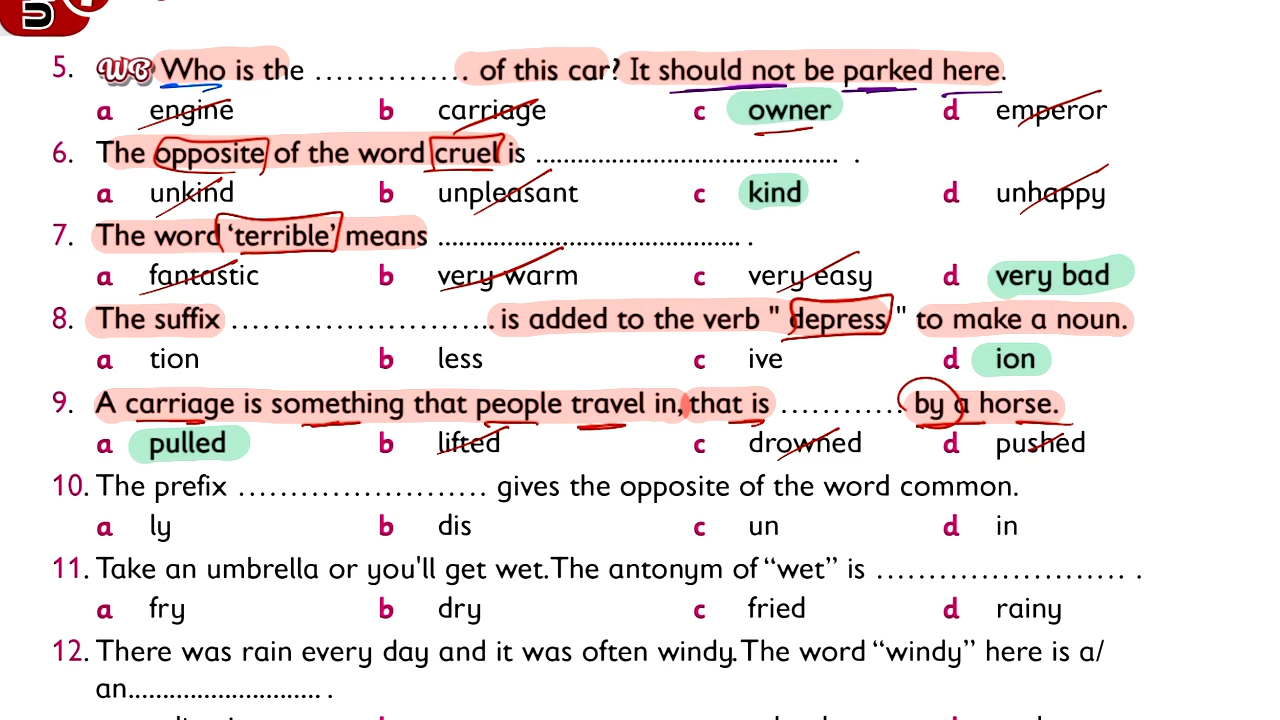 5
5. WB Who is the …………… of this car? It should not be parked here.
a engine b carriage c owner d emperor
6. The opposite of the word cruel is ............................................ .
a unkind b unpleasant c kind d unhappy
7. The word ‘terrible’ means ............................................ .
a fantastic b very warm c very easy d very bad
8. The suffix …………………………. is added to the verb " depress " to make a noun.
a tion b less c ive d ion
9. A carriage is something that people travel in, that is ………… by a horse.
a pulled b lifted c drowned d pushed
10. The prefix …………………… gives the opposite of the word common.
a ly b dis c un d in
11. Take an umbrella or you'll get wet. The antonym of “wet” is …………………… .
a fry b dry c fried d rainy
12. There was rain every day and it was often windy. The word “windy” here is a/
an............................ .